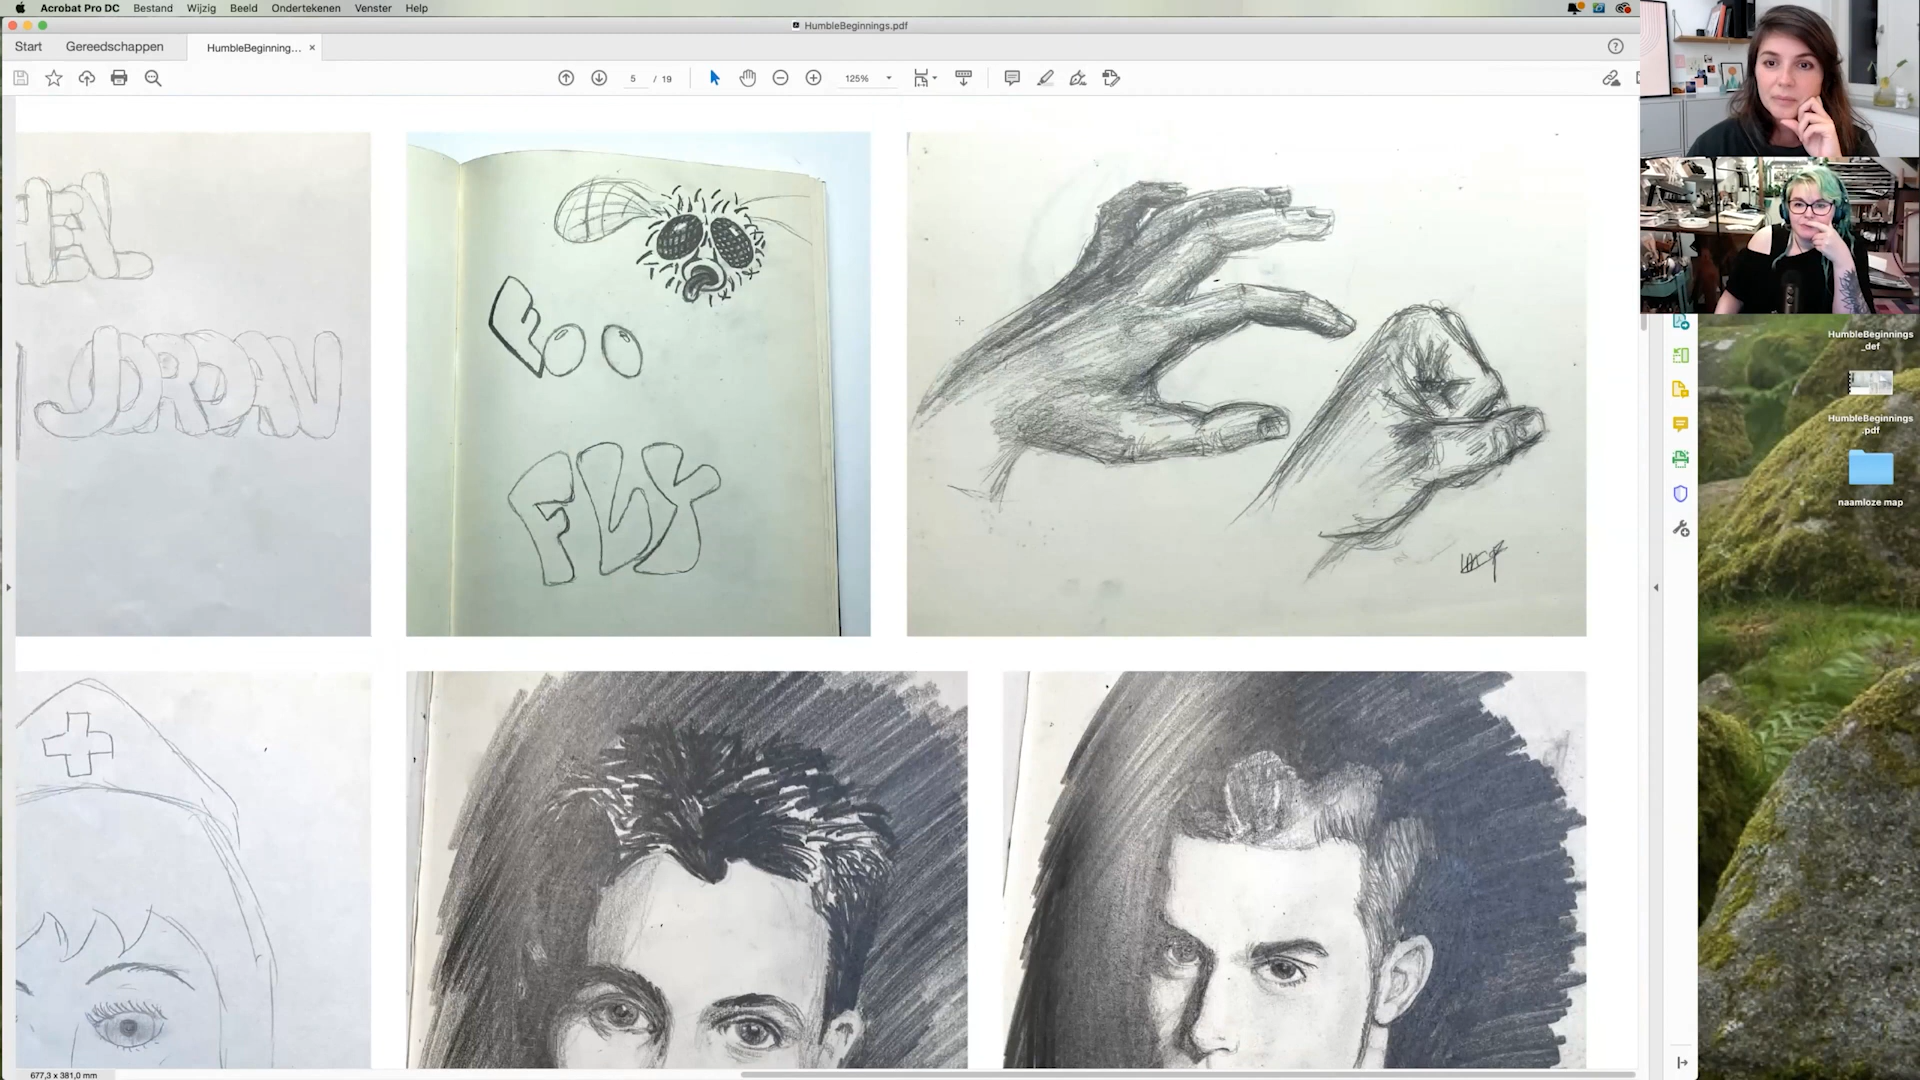 Acrobat Pro DC Bestand Wijzig Beeld Ondertekenen Venster Help
HumbleBeginnings.pdf
Start Gereedschappen HumbleBeginning... ×
5 / 19 125%
HEL
JORDAN
FOO
FLY
HumbleBeginnings
_def
HumbleBeginnings
.pdf
naamloze map
677,3 x 381,0 mm